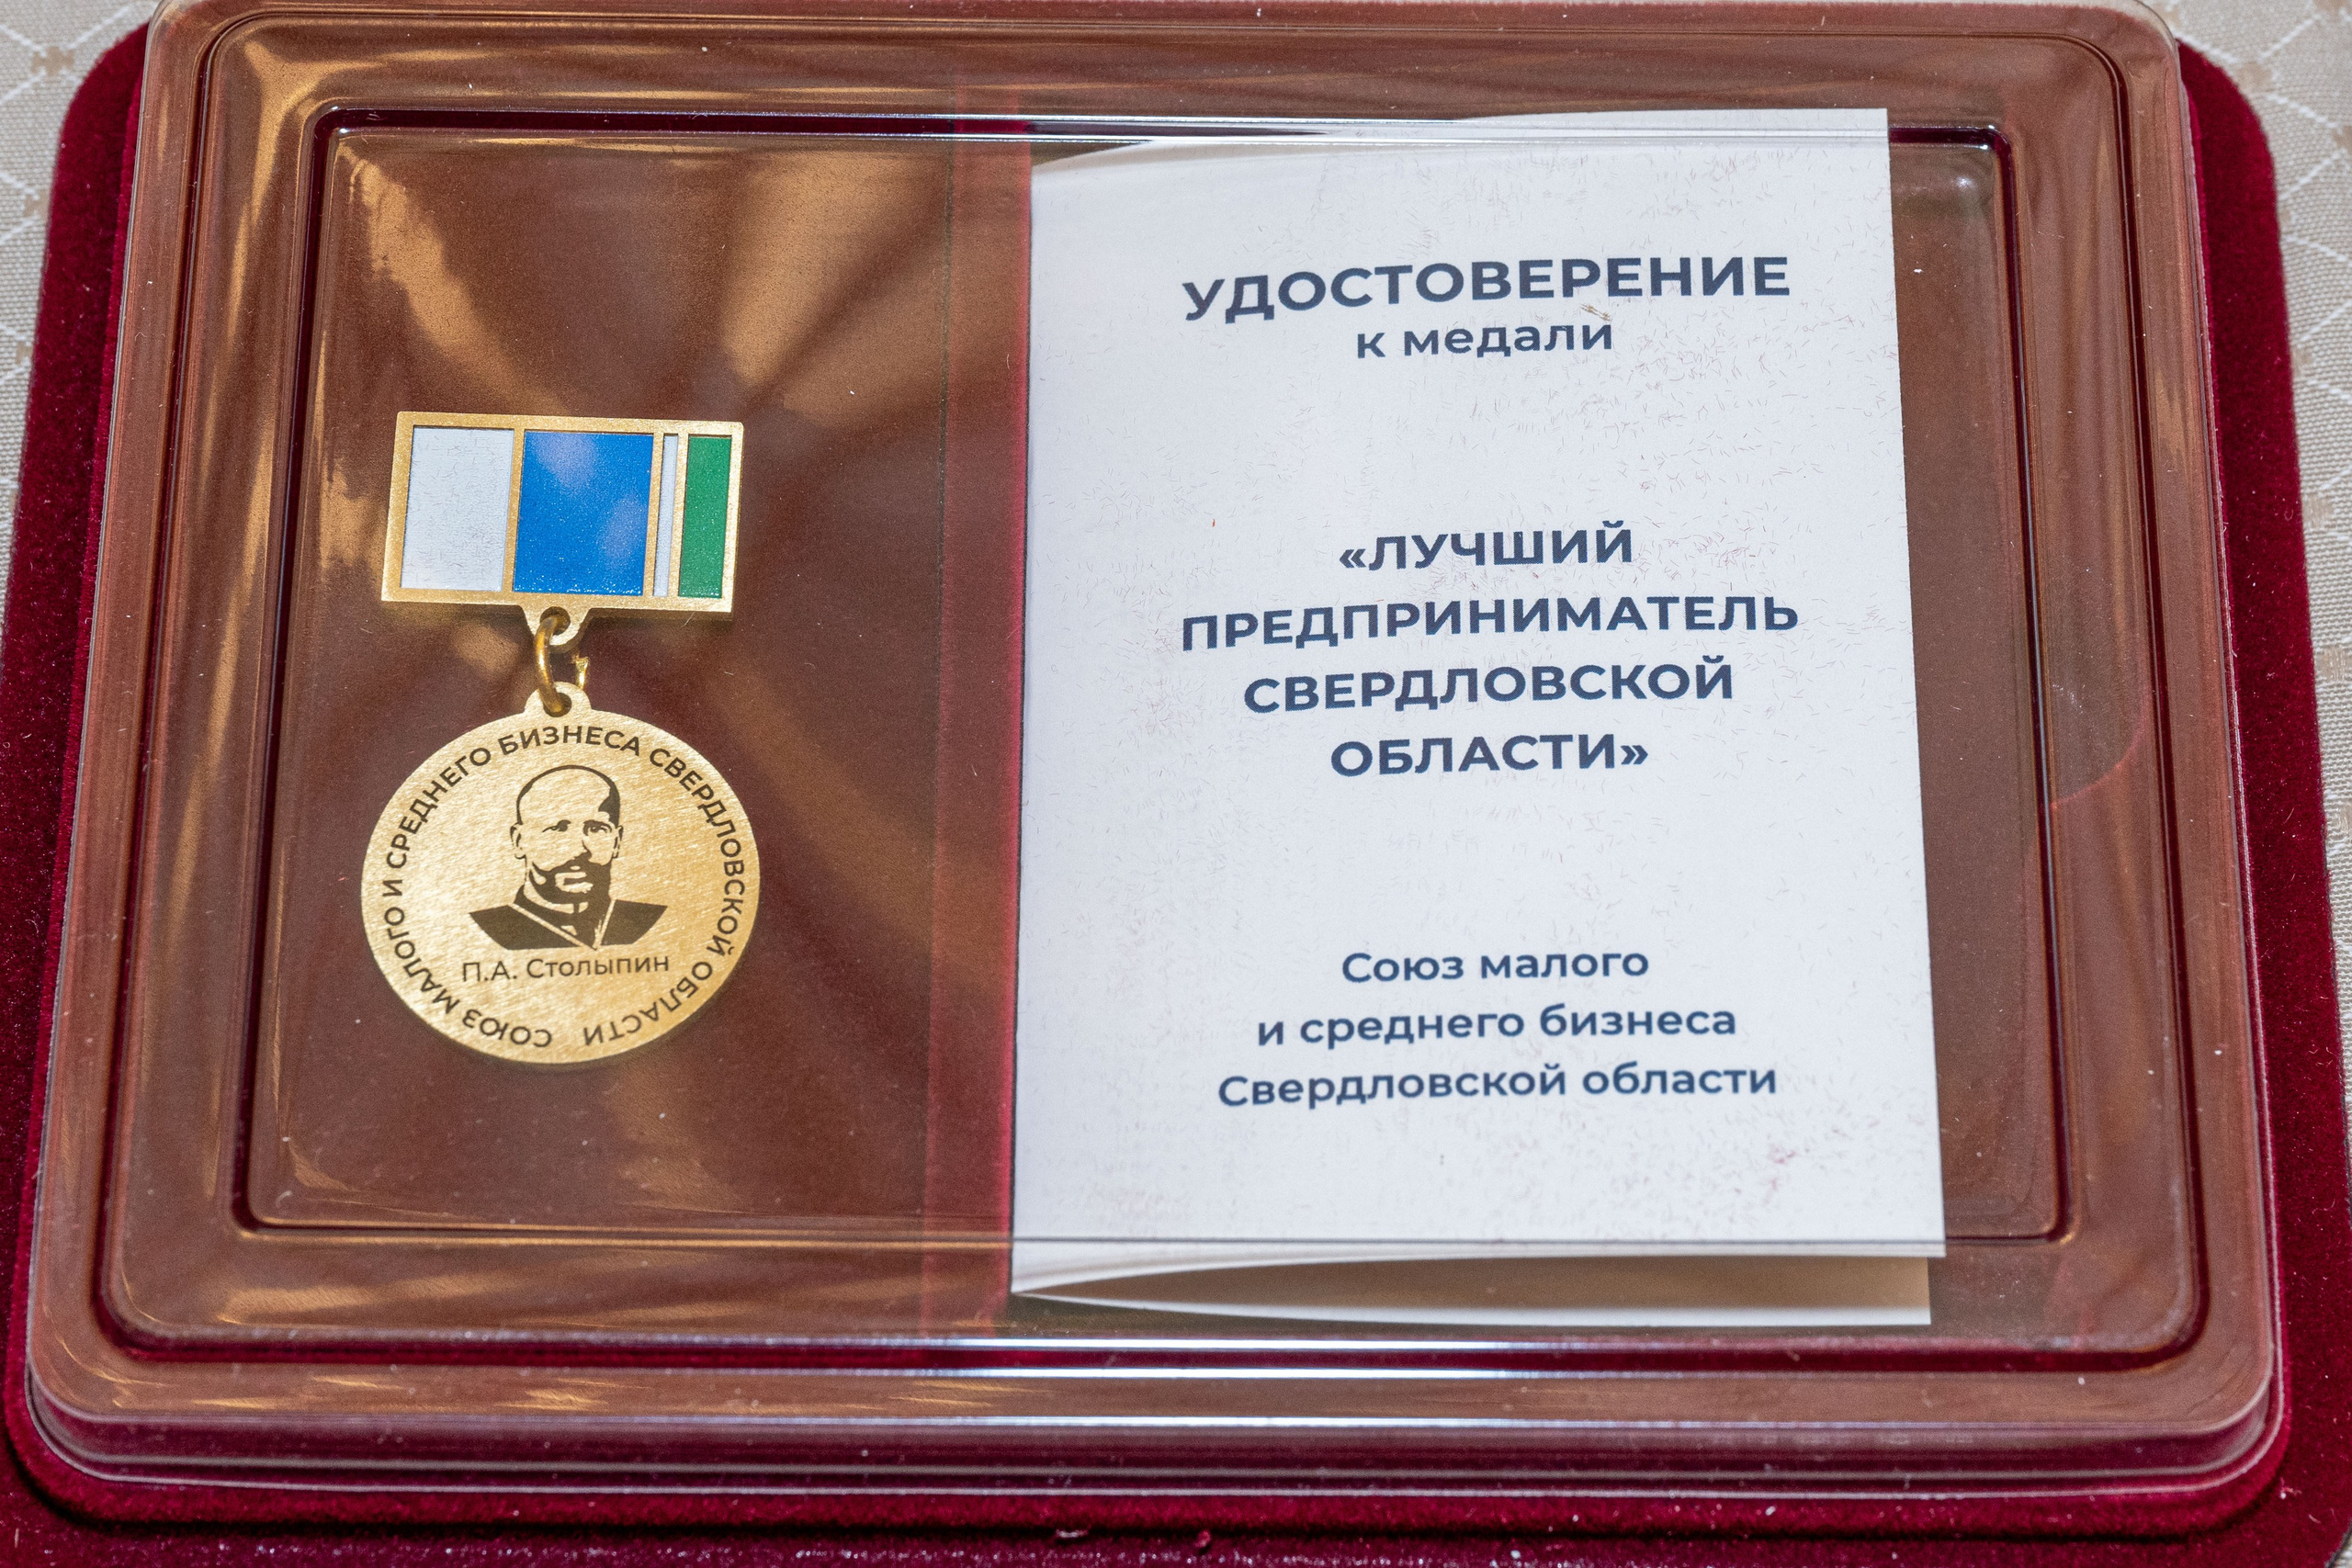 СОЮЗ МАЛОГО И СРЕДНЕГО БИЗНЕСА СВЕРДЛОВСКОЙ ОБЛАСТИ
П.А. Столыпин
УДОСТОВЕРЕНИЕ
к медали
«ЛУЧШИЙ
ПРЕДПРИНИМАТЕЛЬ
СВЕРДЛОВСКОЙ
ОБЛАСТИ»
Союз малого
и среднего бизнеса
Свердловской области